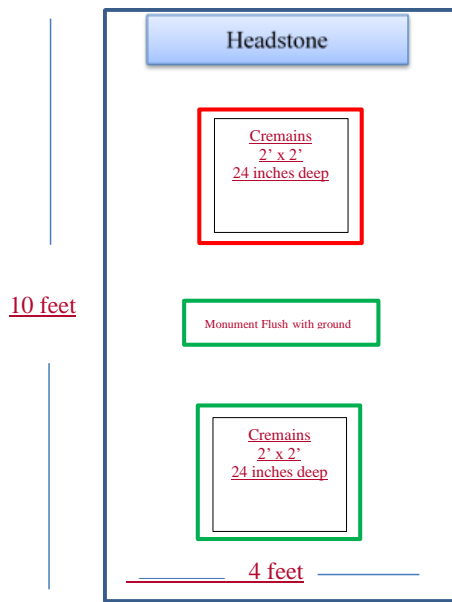 Headstone
Cremains
2’ x 2’
24 inches deep
10 feet
Monument Flush with ground
Cremains
2’ x 2’
24 inches deep
4 feet